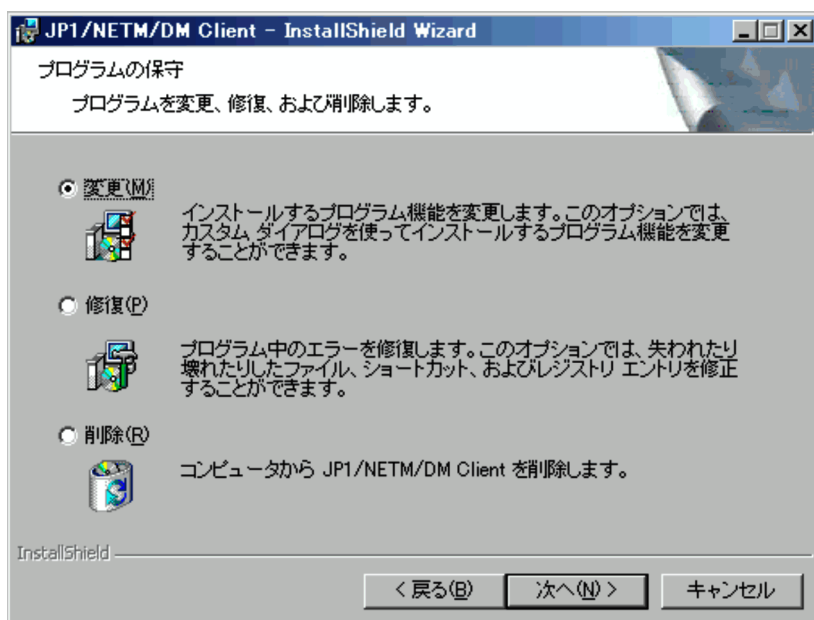 JP1/NETM/DM Client - InstallShield Wizard
プログラムの保守
プログラムを変更、修復、および削除します。
変更(M)
インストールするプログラム機能を変更します。このオプションでは、
カスタム ダイアログを使ってインストールするプログラム機能を変更
することができます。
修復(P)
プログラム中のエラーを修復します。このオプションでは、失われたり
壊れたりしたファイル、ショートカット、およびレジストリ エントリを修正
することができます。
削除(R)
コンピュータから JP1/NETM/DM Client を削除します。
InstallShield
< 戻る(B)
次へ(N) >
キャンセル